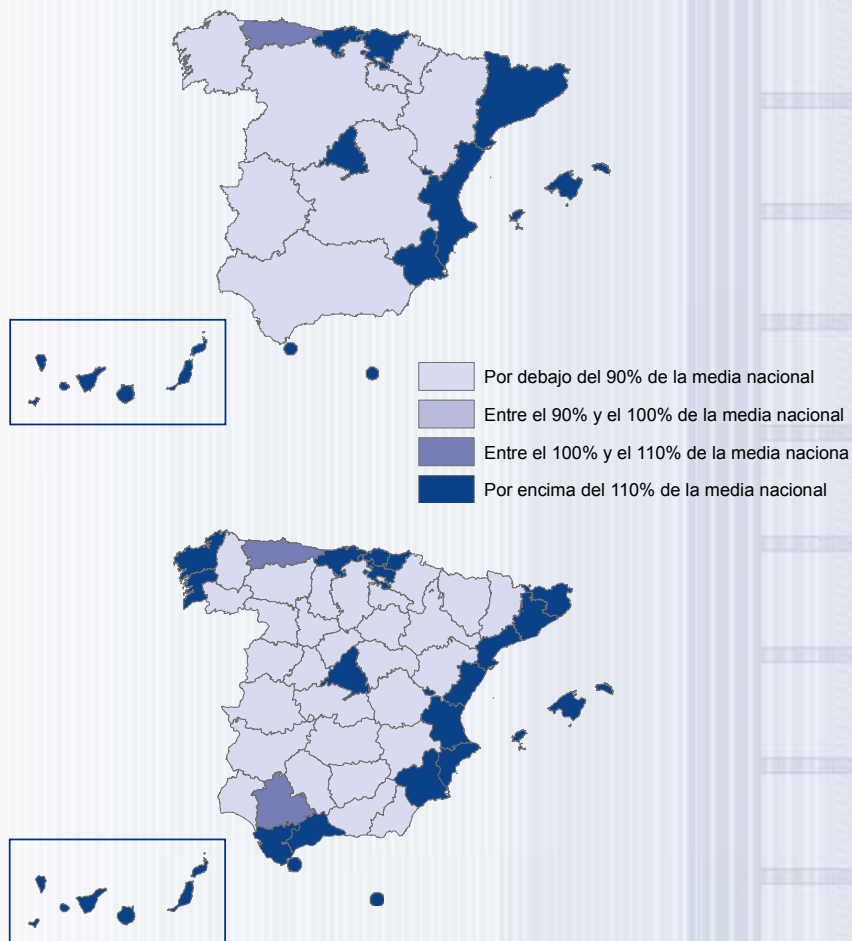 Por debajo del 90% de la media nacional
Entre el 90% y el 100% de la media nacional
Entre el 100% y el 110% de la media naciona
Por encima del 110% de la media nacional